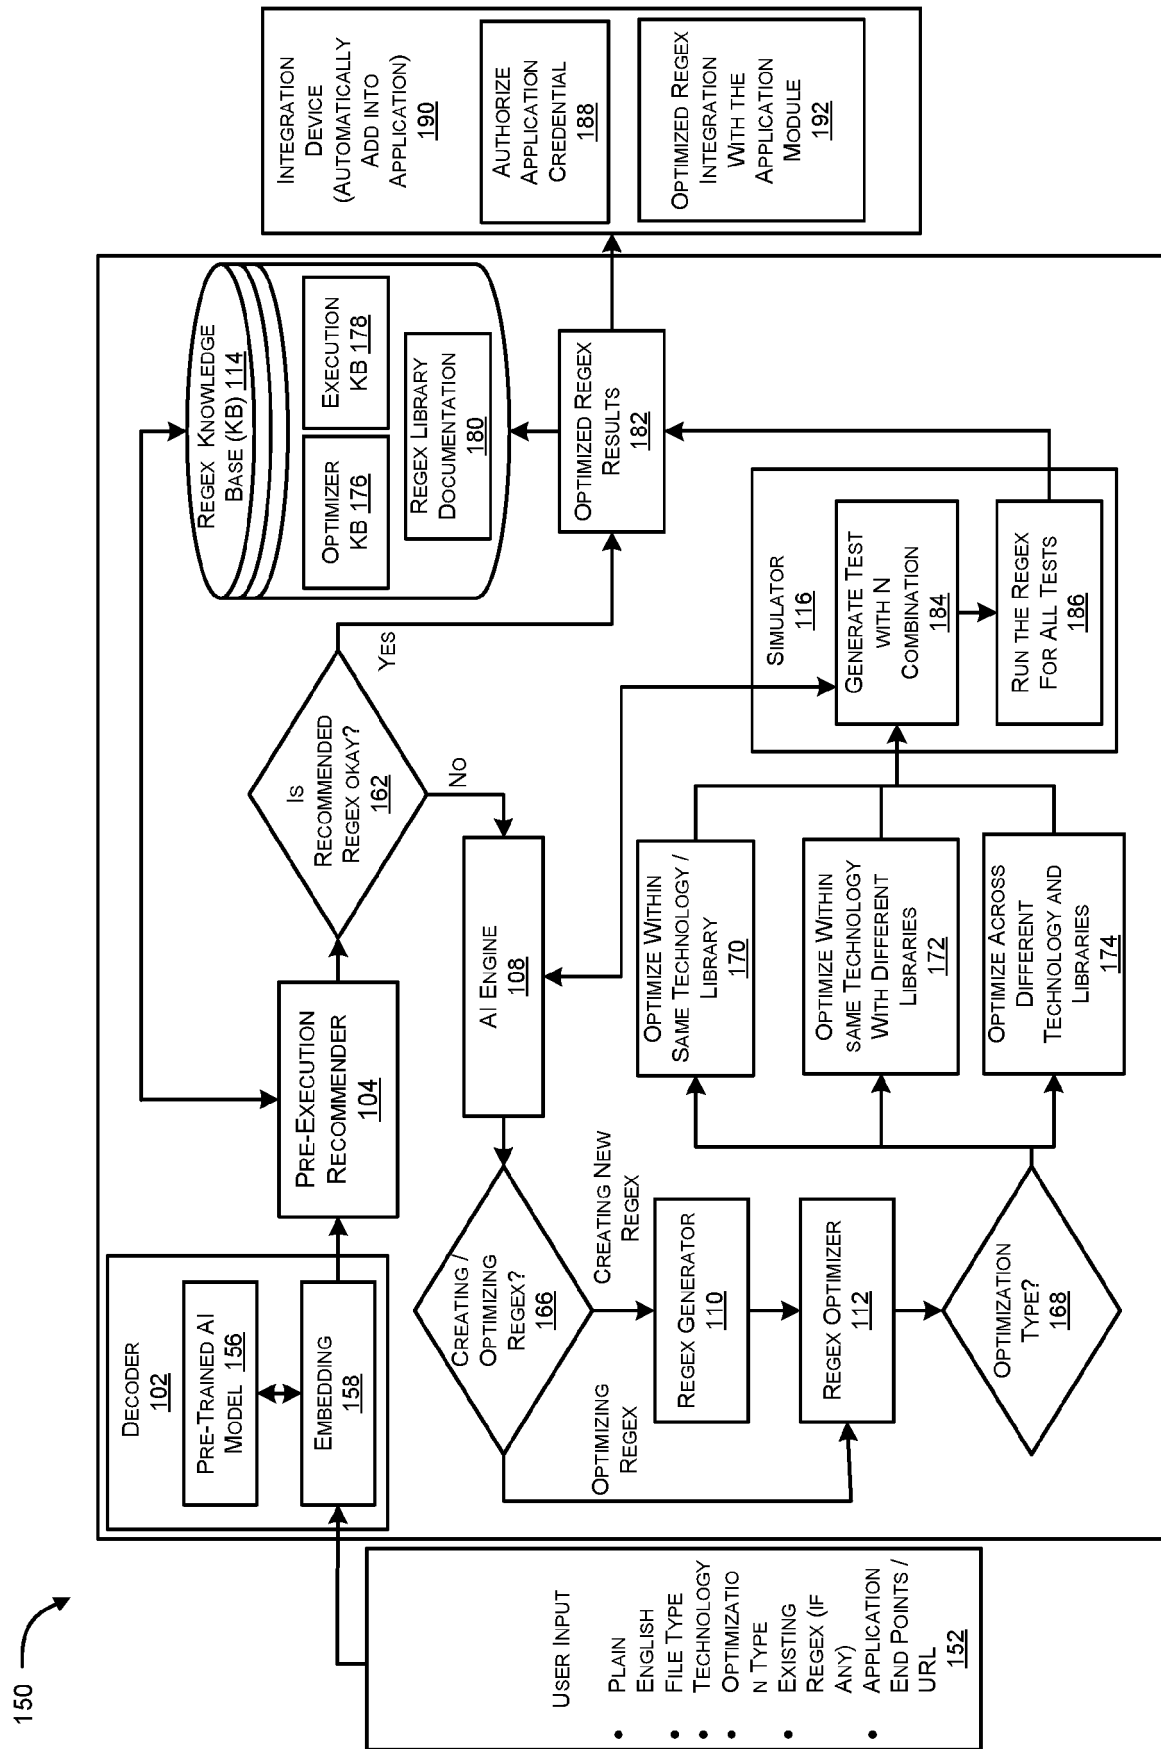 150
USER INPUT
• PLAIN
ENGLISH
• FILE TYPE
• TECHNOLOGY
• OPTIMIZATIO
N TYPE
• EXISTING
REGEX (IF
ANY)
• APPLICATION
END POINTS /
URL
152
DECODER
102
PRE-TRAINED AI
MODEL 156
EMBEDDING
158
PRE-EXECUTION
RECOMMENDER
104
IS
RECOMMENDED
REGEX OKAY?
162
YES
NO
REGEX KNOWLEDGE
BASE (KB) 114
OPTIMIZER
KB 176
EXECUTION
KB 178
REGEX LIBRARY
DOCUMENTATION
180
AI ENGINE
108
CREATING /
OPTIMIZING
REGEX?
166
CREATING NEW
REGEX
OPTIMIZING
REGEX
REGEX GENERATOR
110
REGEX OPTIMIZER
112
OPTIMIZATION
TYPE?
168
OPTIMIZE WITHIN
SAME TECHNOLOGY /
LIBRARY
170
OPTIMIZE WITHIN
SAME TECHNOLOGY
WITH DIFFERENT
LIBRARIES
172
OPTIMIZE ACROSS
DIFFERENT
TECHNOLOGY AND
LIBRARIES
174
SIMULATOR
116
GENERATE TEST
WITH N
COMBINATION
184
RUN THE REGEX
FOR ALL TESTS
186
OPTIMIZED REGEX
RESULTS
182
INTEGRATION
DEVICE
(AUTOMATICALLY
ADD INTO
APPLICATION)
190
AUTHORIZE
APPLICATION
CREDENTIAL
188
OPTIMIZED REGEX
INTEGRATION
WITH THE
APPLICATION
MODULE
192